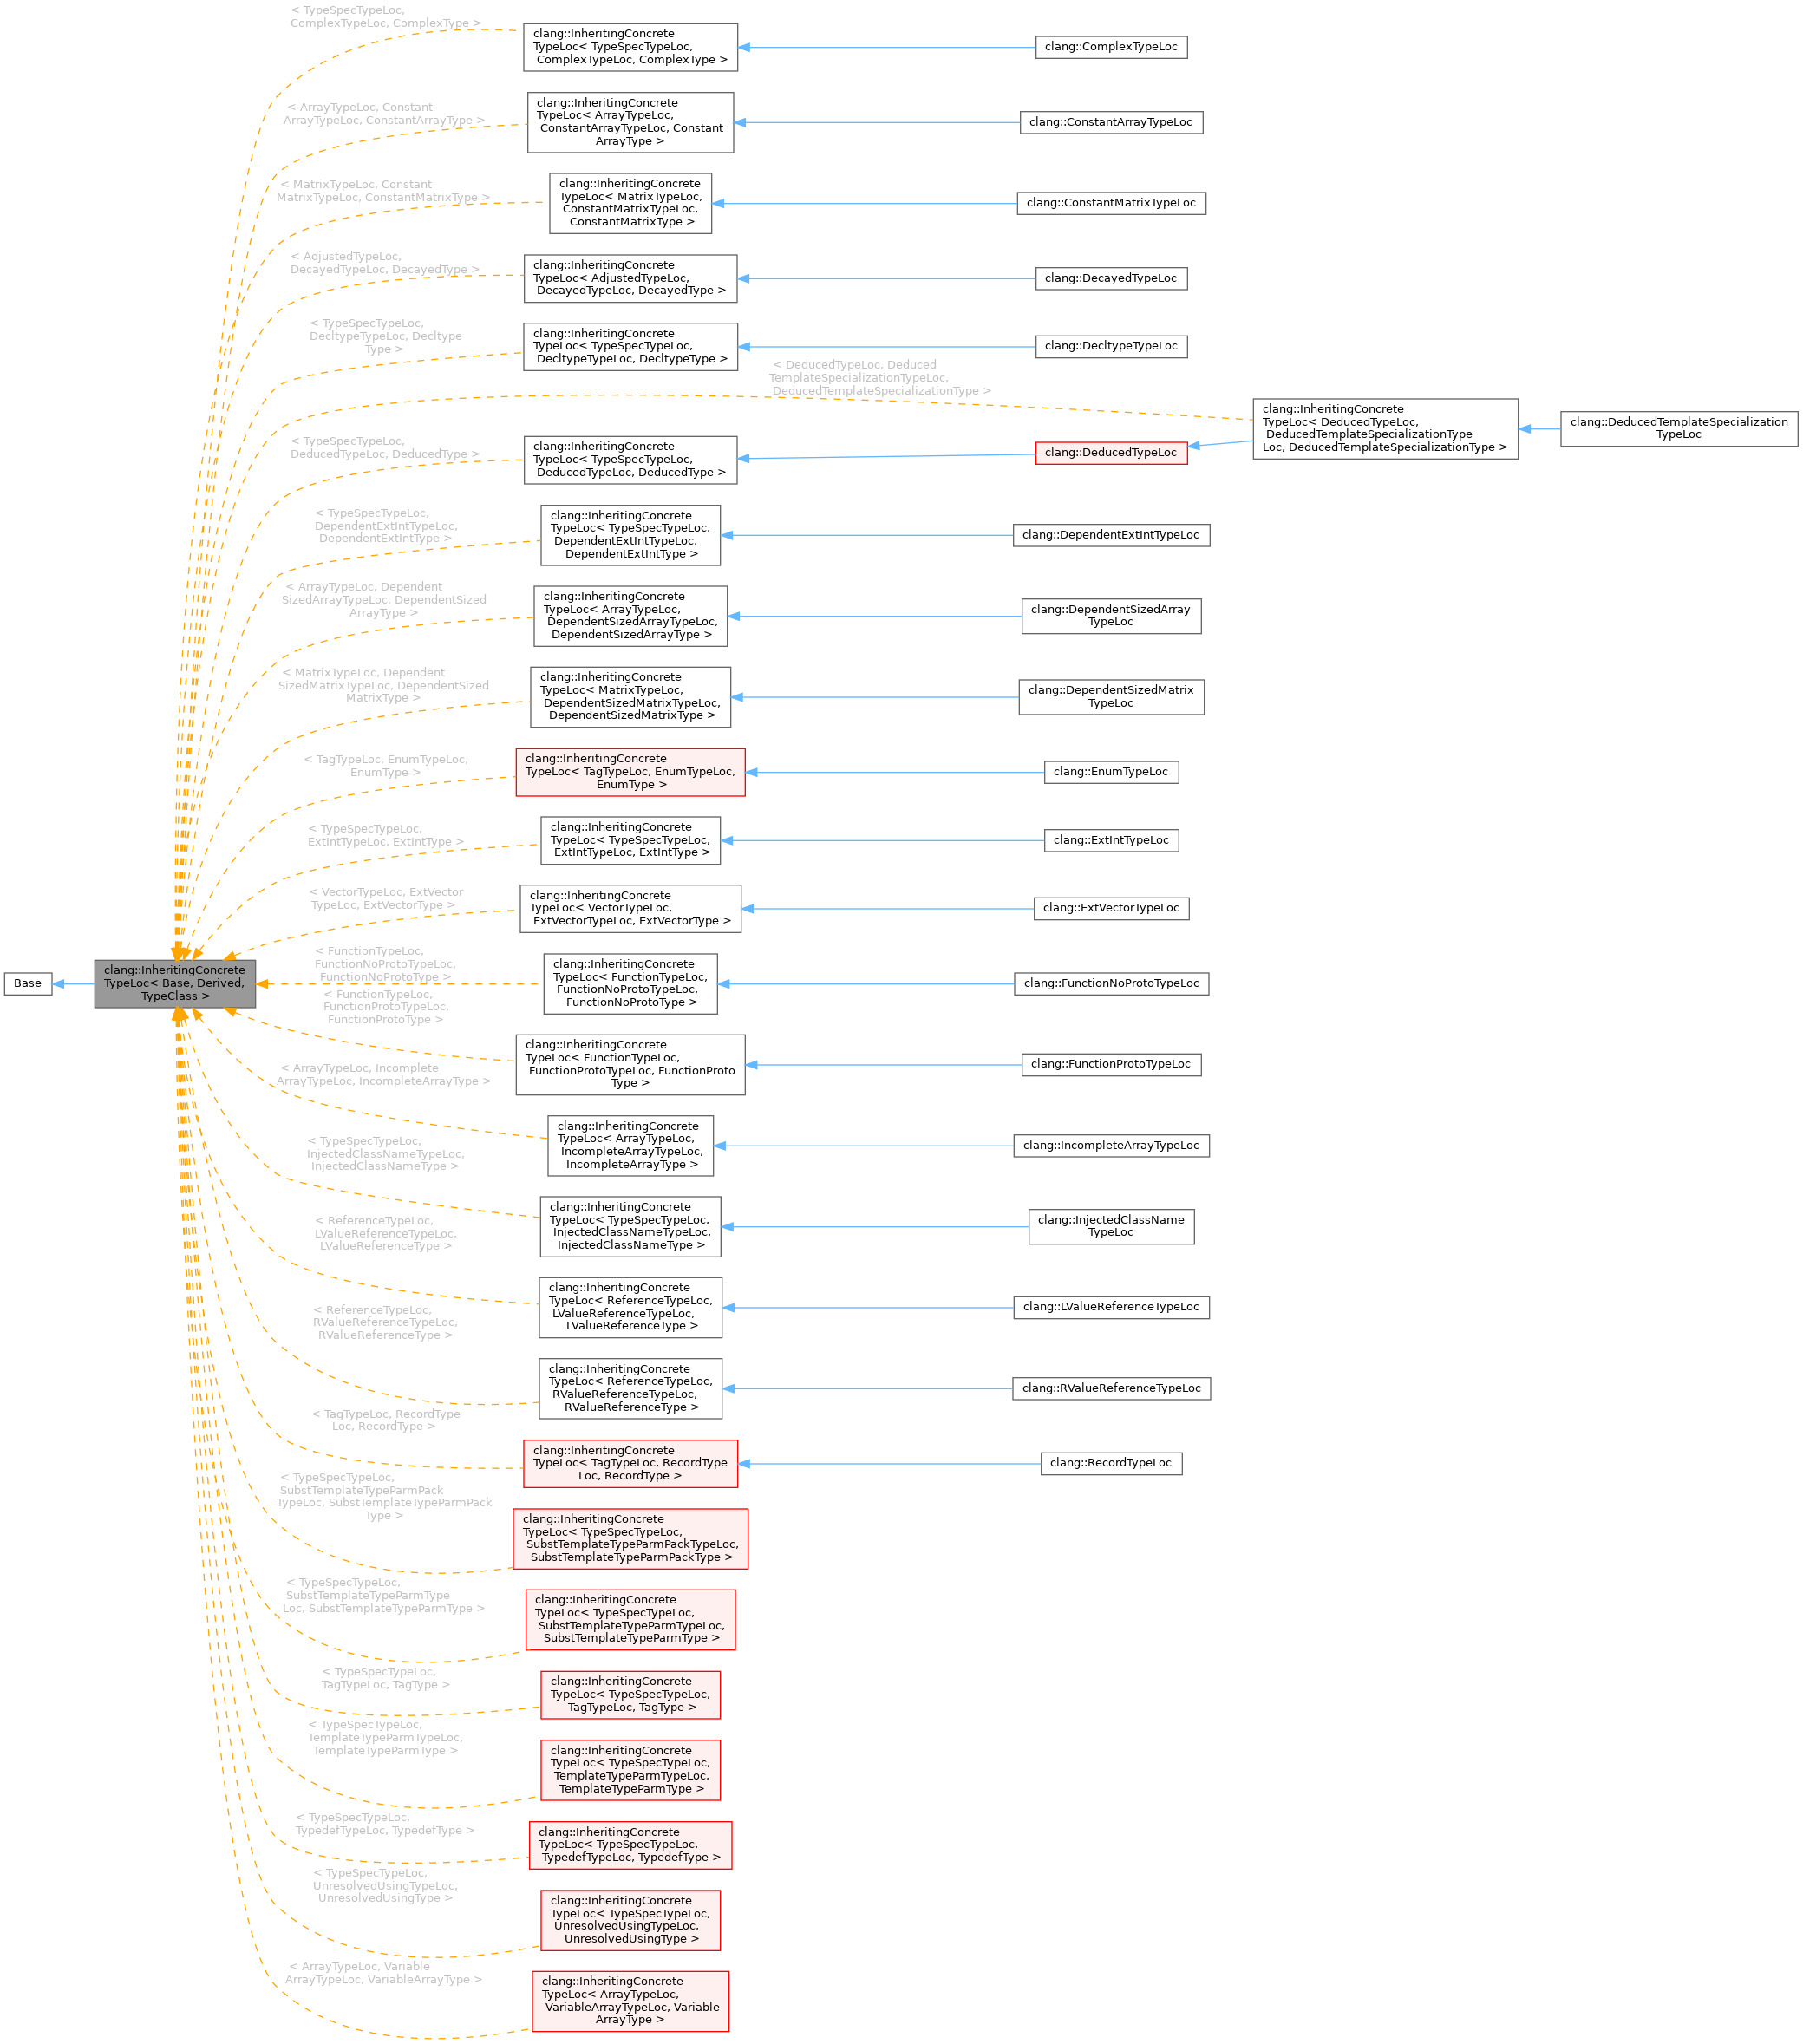 < TypeSpecTypeLoc,
ComplexTypeLoc, ComplexType >
clang::InheritingConcrete
TypeLoc< TypeSpecTypeLoc,
ComplexTypeLoc, ComplexType >
clang::ComplexTypeLoc
< ArrayTypeLoc, Constant
ArrayTypeLoc, ConstantArrayType >
clang::InheritingConcrete
TypeLoc< ArrayTypeLoc,
ConstantArrayTypeLoc, Constant
ArrayType >
clang::ConstantArrayTypeLoc
< MatrixTypeLoc, Constant
MatrixTypeLoc, ConstantMatrixType >
clang::InheritingConcrete
TypeLoc< MatrixTypeLoc,
ConstantMatrixTypeLoc,
ConstantMatrixType >
clang::ConstantMatrixTypeLoc
< AdjustedTypeLoc,
DecayedTypeLoc, DecayedType >
clang::InheritingConcrete
TypeLoc< AdjustedTypeLoc,
DecayedTypeLoc, DecayedType >
clang::DecayedTypeLoc
< TypeSpecTypeLoc,
DecltypeTypeLoc, Decltype
Type >
clang::InheritingConcrete
TypeLoc< TypeSpecTypeLoc,
DecltypeTypeLoc, DecltypeType >
clang::DecltypeTypeLoc
< DeducedTypeLoc, Deduced
TemplateSpecializationTypeLoc,
DeducedTemplateSpecializationType >
clang::InheritingConcrete
TypeLoc< DeducedTypeLoc,
DeducedTemplateSpecializationType
Loc, DeducedTemplateSpecializationType >
clang::DeducedTemplateSpecialization
TypeLoc
< TypeSpecTypeLoc,
DeducedTypeLoc, DeducedType >
clang::InheritingConcrete
TypeLoc< TypeSpecTypeLoc,
DeducedTypeLoc, DeducedType >
clang::DeducedTypeLoc
< TypeSpecTypeLoc,
DependentExtIntTypeLoc,
DependentExtIntType >
clang::InheritingConcrete
TypeLoc< TypeSpecTypeLoc,
DependentExtIntTypeLoc,
DependentExtIntType >
clang::DependentExtIntTypeLoc
< ArrayTypeLoc, Dependent
SizedArrayTypeLoc, DependentSized
ArrayType >
clang::InheritingConcrete
TypeLoc< ArrayTypeLoc,
DependentSizedArrayTypeLoc,
DependentSizedArrayType >
clang::DependentSizedArray
TypeLoc
< MatrixTypeLoc, Dependent
SizedMatrixTypeLoc, DependentSized
MatrixType >
clang::InheritingConcrete
TypeLoc< MatrixTypeLoc,
DependentSizedMatrixTypeLoc,
DependentSizedMatrixType >
clang::DependentSizedMatrix
TypeLoc
< TagTypeLoc, EnumTypeLoc,
EnumType >
clang::InheritingConcrete
TypeLoc< TagTypeLoc, EnumTypeLoc,
EnumType >
clang::EnumTypeLoc
< TypeSpecTypeLoc,
ExtIntTypeLoc, ExtIntType >
clang::InheritingConcrete
TypeLoc< TypeSpecTypeLoc,
ExtIntTypeLoc, ExtIntType >
clang::ExtIntTypeLoc
< VectorTypeLoc, ExtVector
TypeLoc, ExtVectorType >
clang::InheritingConcrete
TypeLoc< VectorTypeLoc,
ExtVectorTypeLoc, ExtVectorType >
clang::ExtVectorTypeLoc
Base
clang::InheritingConcrete
TypeLoc< Base, Derived,
TypeClass >
< FunctionTypeLoc,
FunctionNoProtoTypeLoc,
FunctionNoProtoType >
clang::InheritingConcrete
TypeLoc< FunctionTypeLoc,
FunctionNoProtoTypeLoc,
FunctionNoProtoType >
clang::FunctionNoProtoTypeLoc
< FunctionTypeLoc,
FunctionProtoTypeLoc,
FunctionProtoType >
clang::InheritingConcrete
TypeLoc< FunctionTypeLoc,
FunctionProtoTypeLoc, FunctionProto
Type >
clang::FunctionProtoTypeLoc
< ArrayTypeLoc, Incomplete
ArrayTypeLoc, IncompleteArrayType >
clang::InheritingConcrete
TypeLoc< ArrayTypeLoc,
IncompleteArrayTypeLoc,
IncompleteArrayType >
clang::IncompleteArrayTypeLoc
< TypeSpecTypeLoc,
InjectedClassNameTypeLoc,
InjectedClassNameType >
clang::InheritingConcrete
TypeLoc< TypeSpecTypeLoc,
InjectedClassNameTypeLoc,
InjectedClassNameType >
clang::InjectedClassName
TypeLoc
< ReferenceTypeLoc,
LValueReferenceTypeLoc,
LValueReferenceType >
clang::InheritingConcrete
TypeLoc< ReferenceTypeLoc,
LValueReferenceTypeLoc,
LValueReferenceType >
clang::LValueReferenceTypeLoc
< ReferenceTypeLoc,
RValueReferenceTypeLoc,
RValueReferenceType >
clang::InheritingConcrete
TypeLoc< ReferenceTypeLoc,
RValueReferenceTypeLoc,
RValueReferenceType >
clang::RValueReferenceTypeLoc
< TagTypeLoc, RecordType
Loc, RecordType >
clang::InheritingConcrete
TypeLoc< TagTypeLoc, RecordType
Loc, RecordType >
clang::RecordTypeLoc
< TypeSpecTypeLoc,
SubstTemplateTypeParmPack
TypeLoc, SubstTemplateTypeParmPack
Type >
clang::InheritingConcrete
TypeLoc< TypeSpecTypeLoc,
SubstTemplateTypeParmPackTypeLoc,
SubstTemplateTypeParmPackType >
< TypeSpecTypeLoc,
SubstTemplateTypeParmType
Loc, SubstTemplateTypeParmType >
clang::InheritingConcrete
TypeLoc< TypeSpecTypeLoc,
SubstTemplateTypeParmTypeLoc,
SubstTemplateTypeParmType >
< TypeSpecTypeLoc,
TagTypeLoc, TagType >
clang::InheritingConcrete
TypeLoc< TypeSpecTypeLoc,
TagTypeLoc, TagType >
< TypeSpecTypeLoc,
TemplateTypeParmTypeLoc,
TemplateTypeParmType >
clang::InheritingConcrete
TypeLoc< TypeSpecTypeLoc,
TemplateTypeParmTypeLoc,
TemplateTypeParmType >
< TypeSpecTypeLoc,
TypedefTypeLoc, TypedefType >
clang::InheritingConcrete
TypeLoc< TypeSpecTypeLoc,
TypedefTypeLoc, TypedefType >
< TypeSpecTypeLoc,
UnresolvedUsingTypeLoc,
UnresolvedUsingType >
clang::InheritingConcrete
TypeLoc< TypeSpecTypeLoc,
UnresolvedUsingTypeLoc,
UnresolvedUsingType >
< ArrayTypeLoc, Variable
ArrayTypeLoc, VariableArrayType >
clang::InheritingConcrete
TypeLoc< ArrayTypeLoc,
VariableArrayTypeLoc, Variable
ArrayType >